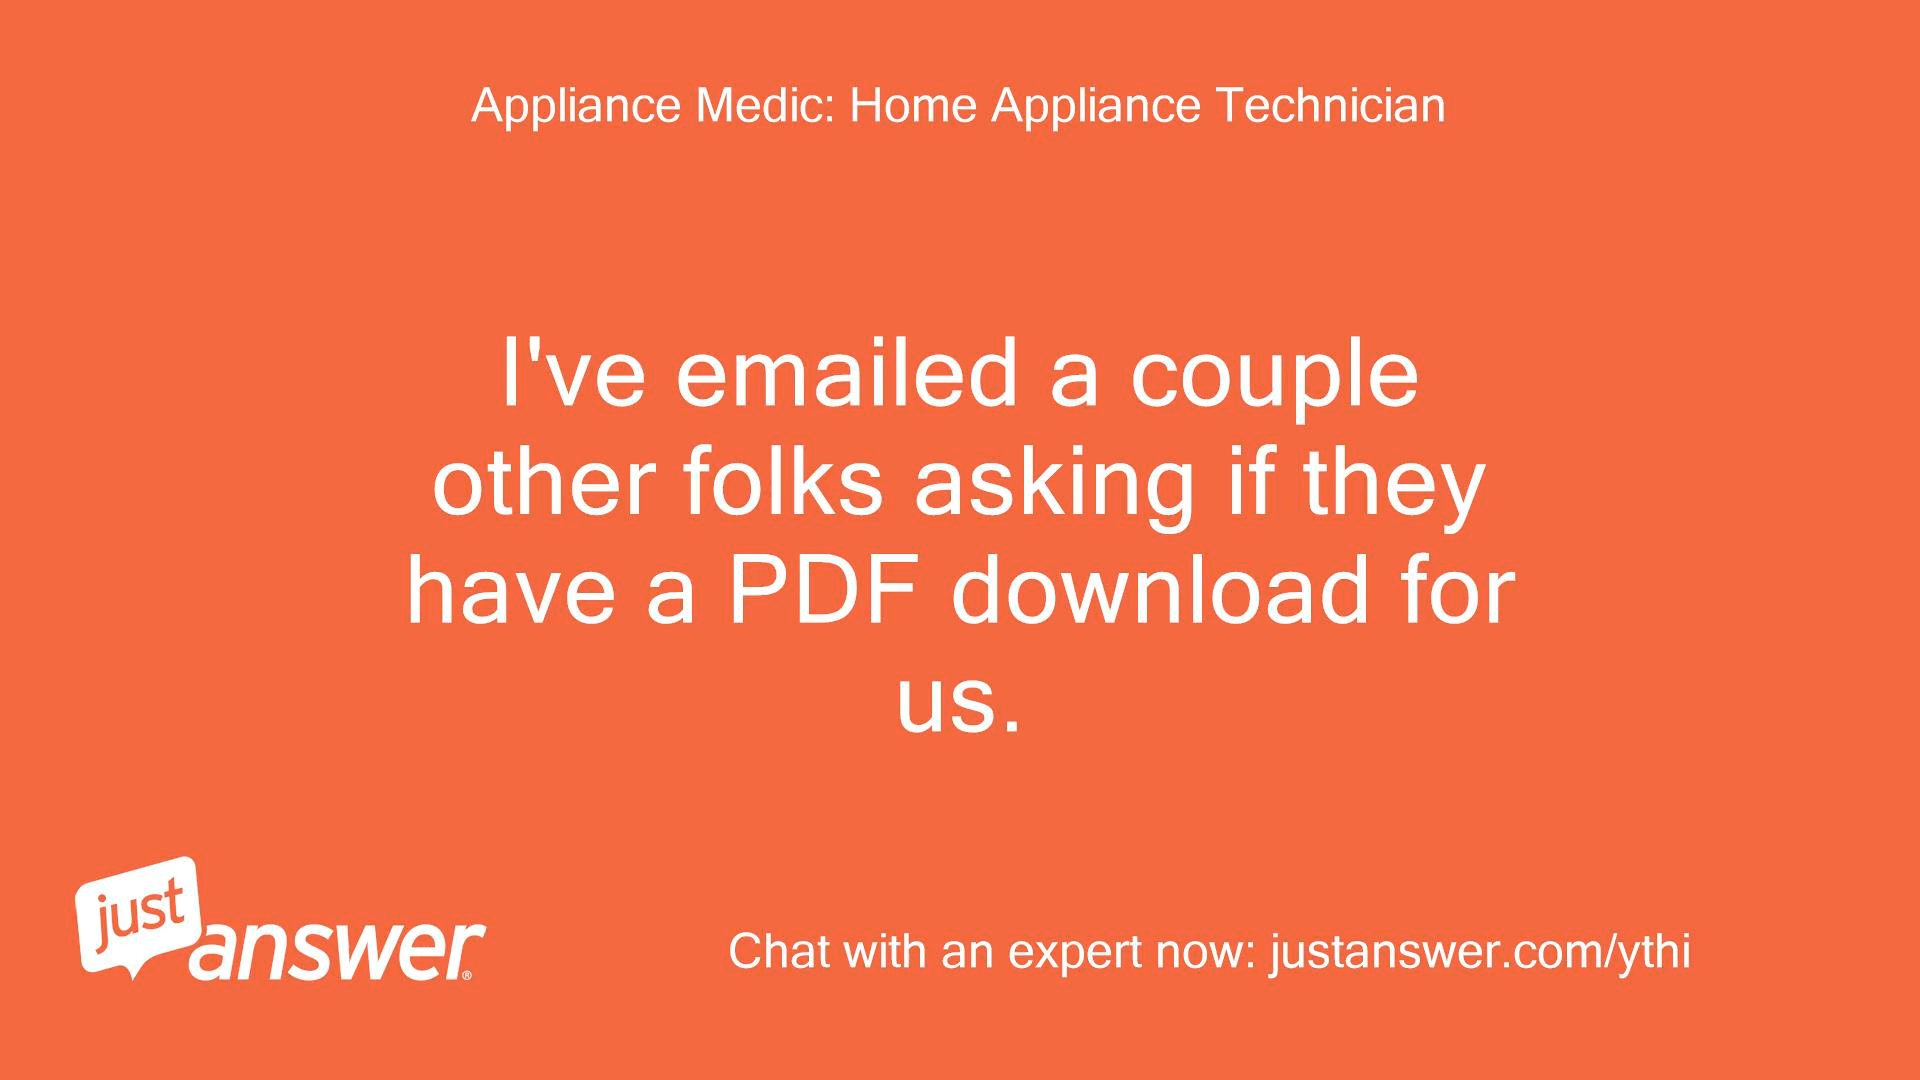 Appliance Medic: Home Appliance Technician
I've emailed a couple
other folks asking if they
have a PDF download for
us.
just
answer®
Chat with an expert now: justanswer.com/ythi